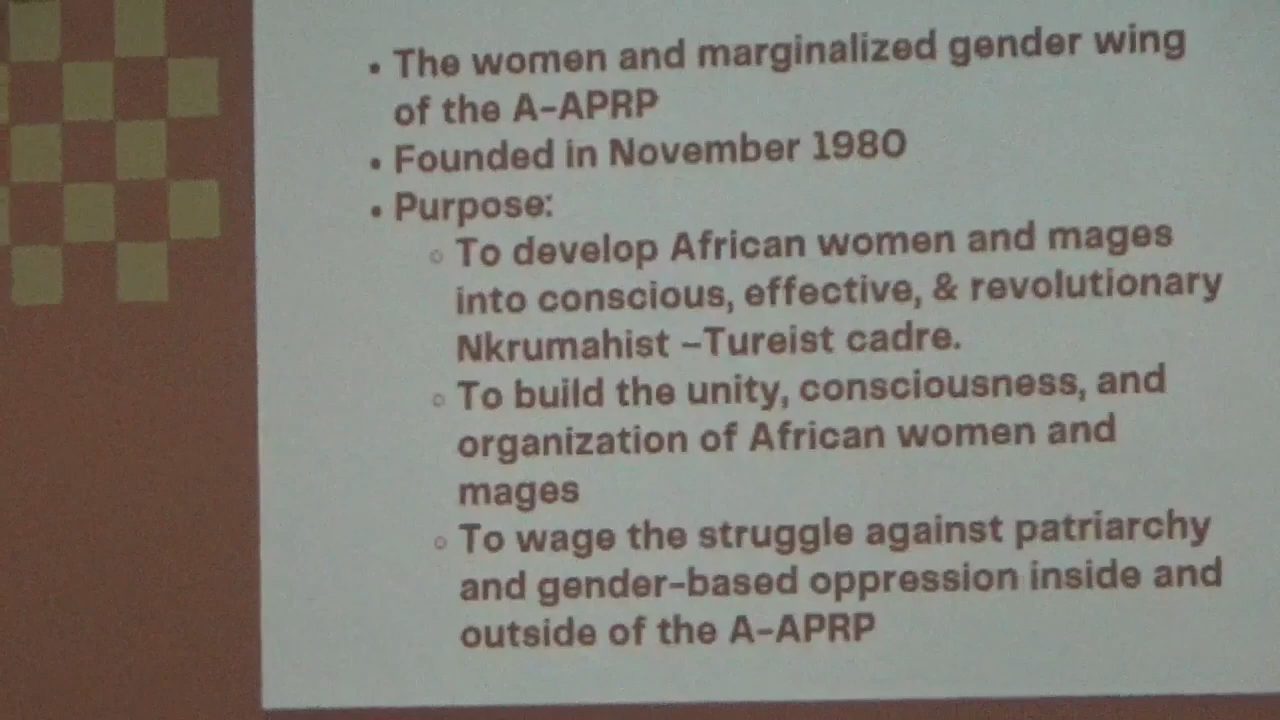 • The women and marginalized gender wing
of the A-APRP
• Founded in November 1980
• Purpose:
○ To develop African women and mages
into conscious, effective, & revolutionary
Nkrumahist –Tureist cadre.
○ To build the unity, consciousness, and
organization of African women and
mages
○ To wage the struggle against patriarchy
and gender-based oppression inside and
outside of the A-APRP